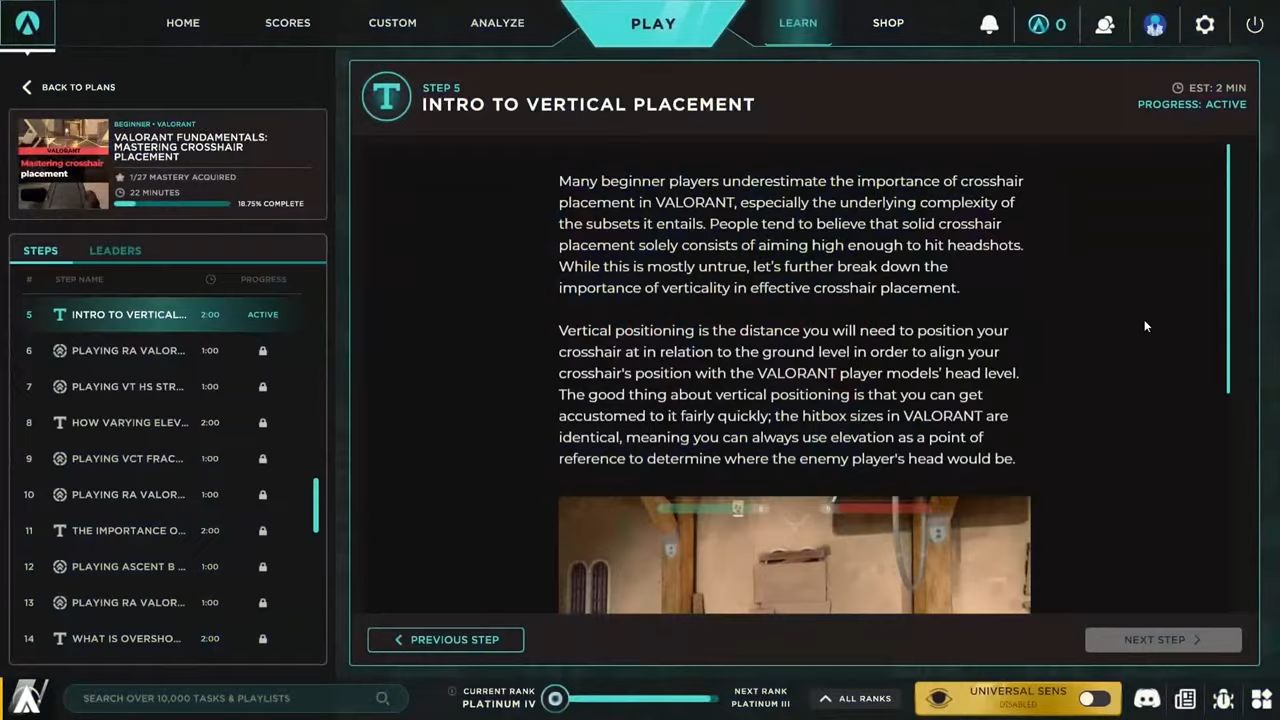 HOME
SCORES
CUSTOM
ANALYZE
PLAY
LEARN
SHOP
0
BACK TO PLANS
BEGINNER • VALORANT
VALORANT FUNDAMENTALS:
MASTERING CROSSHAIR
PLACEMENT
VALORANT
Mastering crosshair
placement
1/27 MASTERY ACQUIRED
22 MINUTES
18.75% COMPLETE
STEPS
LEADERS
# STEP NAME PROGRESS
5 T INTRO TO VERTICAL... 2:00 ACTIVE
6 PLAYING RA VALOR... 1:00
7 PLAYING VT HS STR... 1:00
8 T HOW VARYING ELEV... 2:00
9 PLAYING VCT FRAC... 1:00
10 PLAYING RA VALOR... 1:00
11 T THE IMPORTANCE O... 2:00
12 PLAYING ASCENT B ... 1:00
13 PLAYING RA VALOR... 1:00
14 T WHAT IS OVERSHO... 2:00
T
STEP 5
INTRO TO VERTICAL PLACEMENT
EST: 2 MIN
PROGRESS: ACTIVE
Many beginner players underestimate the importance of crosshair
placement in VALORANT, especially the underlying complexity of
the subsets it entails. People tend to believe that solid crosshair
placement solely consists of aiming high enough to hit headshots.
While this is mostly untrue, let's further break down the
importance of verticality in effective crosshair placement.
Vertical positioning is the distance you will need to position your
crosshair at in relation to the ground level in order to align your
crosshair's position with the VALORANT player models' head level.
The good thing about vertical positioning is that you can get
accustomed to it fairly quickly; the hitbox sizes in VALORANT are
identical, meaning you can always use elevation as a point of
reference to determine where the enemy player's head would be.
PREVIOUS STEP
NEXT STEP
SEARCH OVER 10,000 TASKS & PLAYLISTS
CURRENT RANK
PLATINUM IV
NEXT RANK
PLATINUM III
ALL RANKS
UNIVERSAL SENS
DISABLED